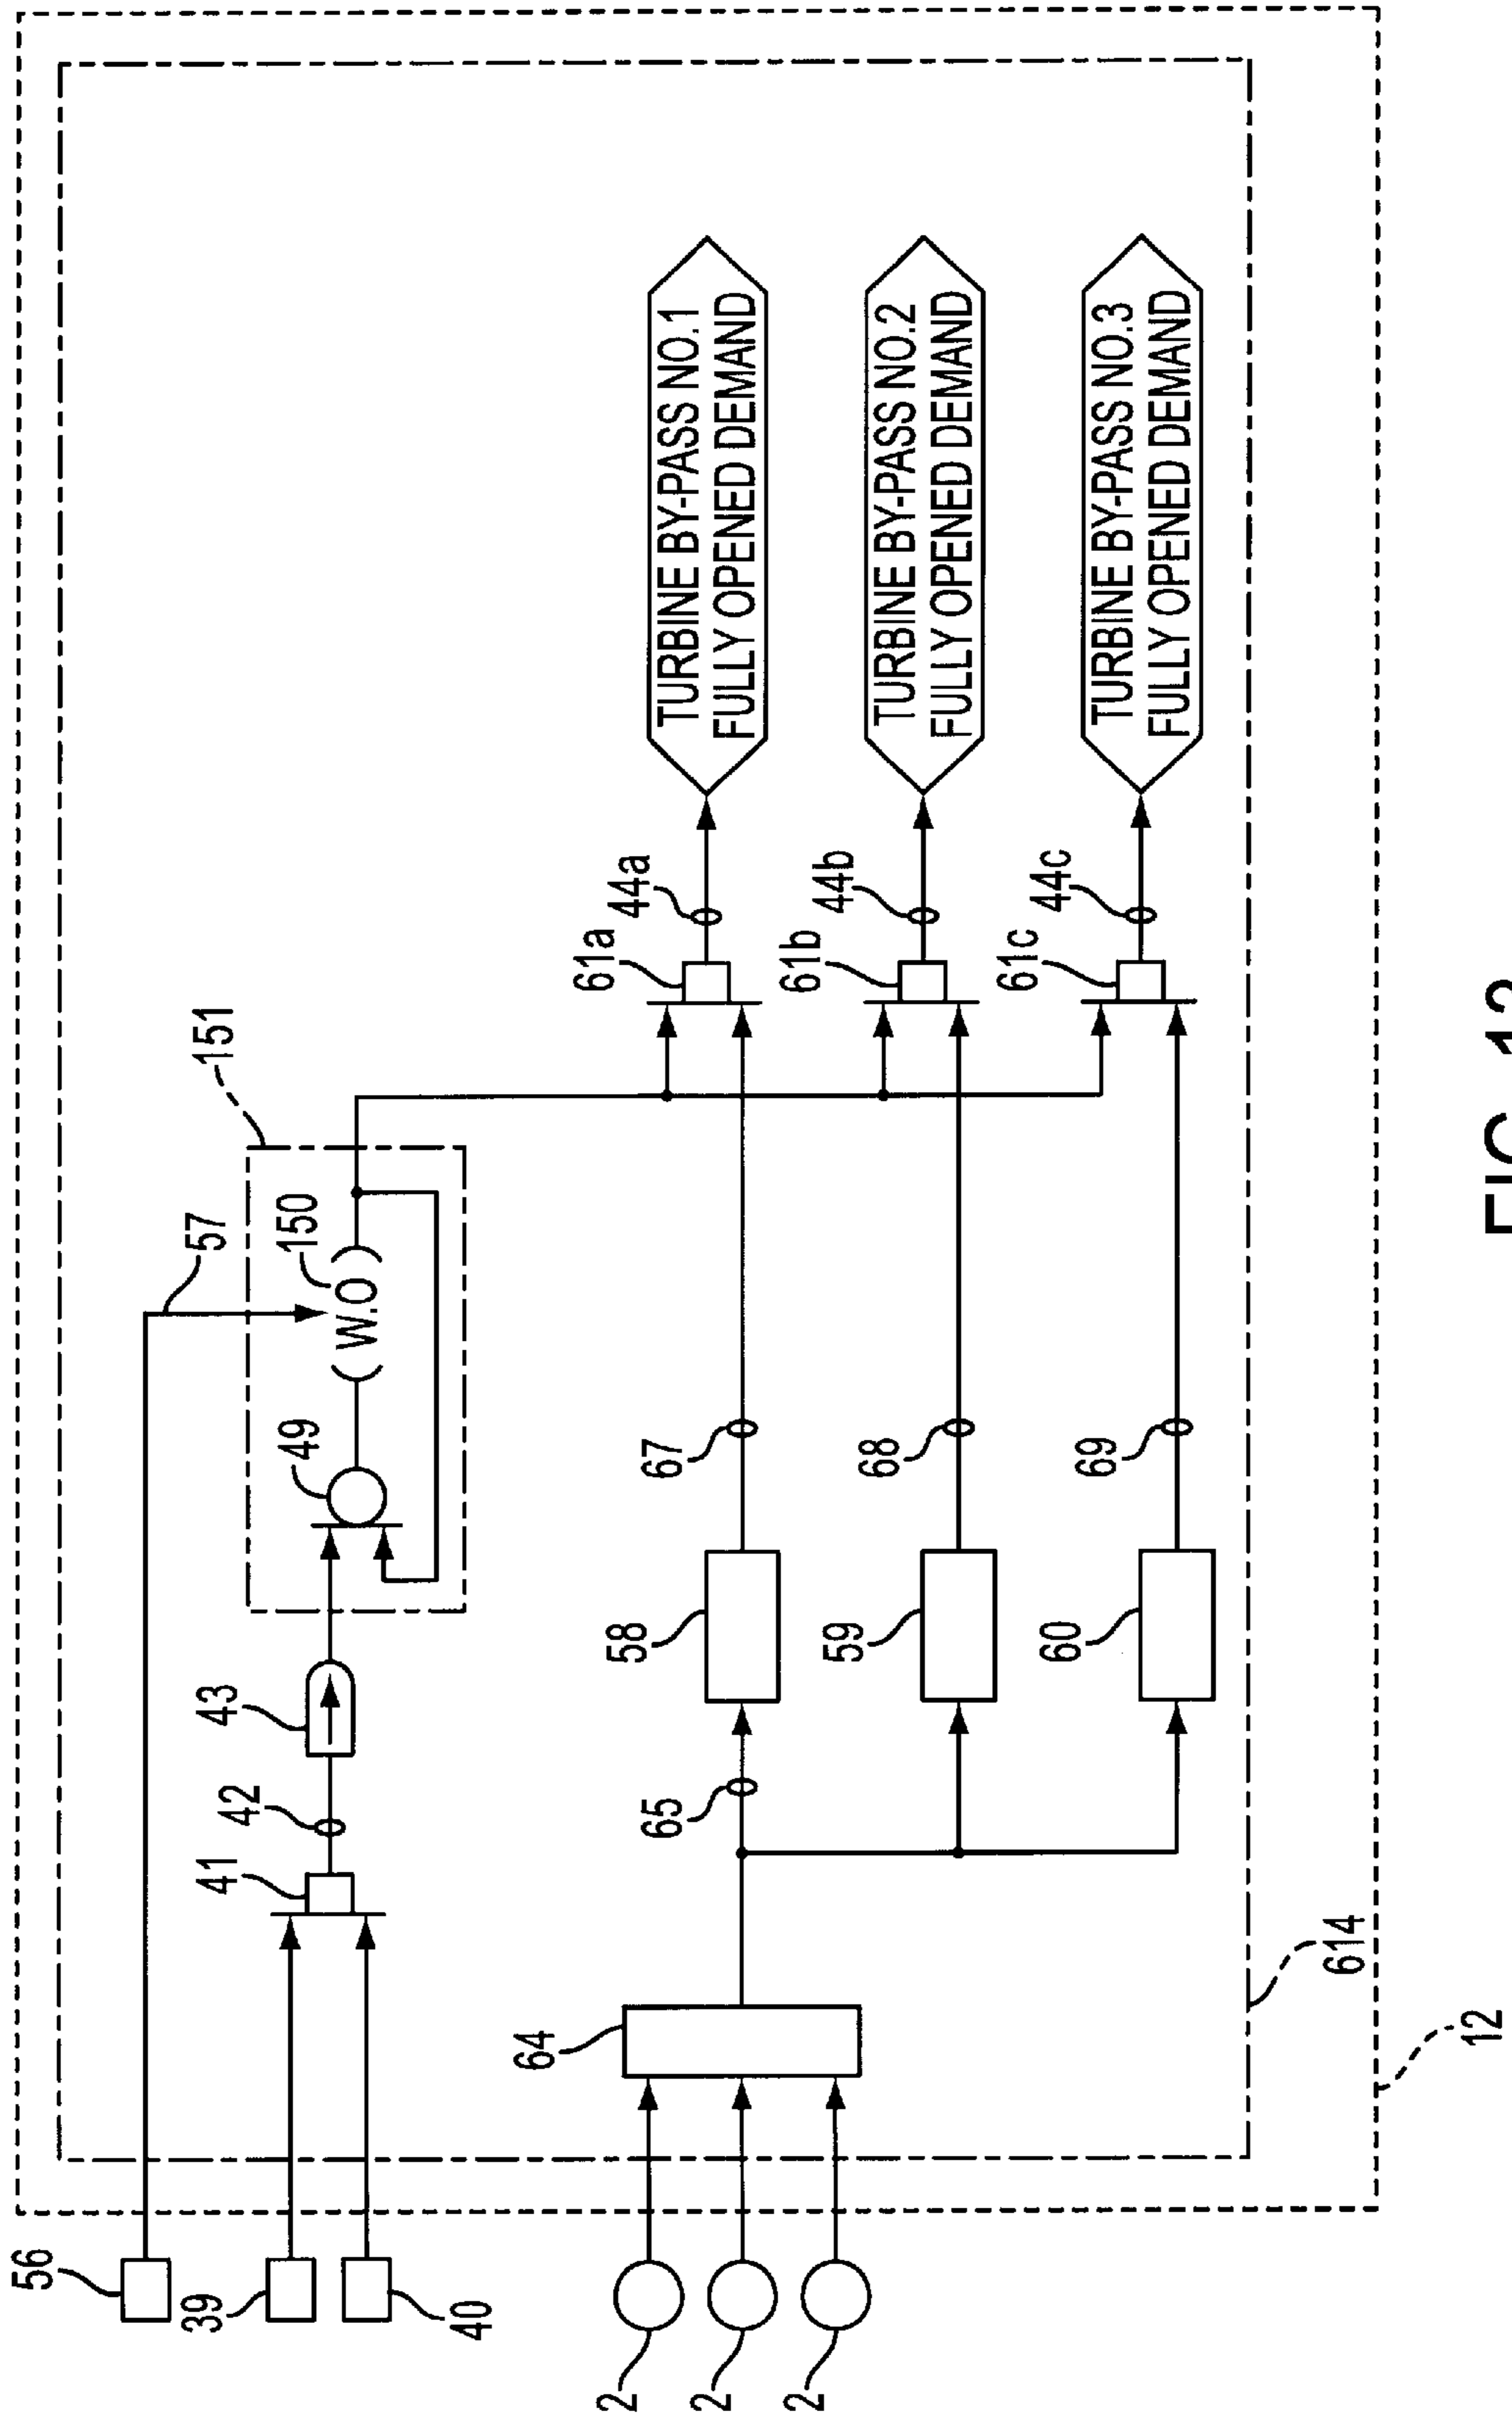 56
57
151
150
(W.O)
49
43
42
41
39
40
TURBINE BY-PASS NO.1
FULLY OPENED DEMAND
44a
61a
67
58
65
64
2
2
2
TURBINE BY-PASS NO.2
FULLY OPENED DEMAND
44b
61b
68
59
TURBINE BY-PASS NO.3
FULLY OPENED DEMAND
44c
61c
69
60
614
12
FIG.